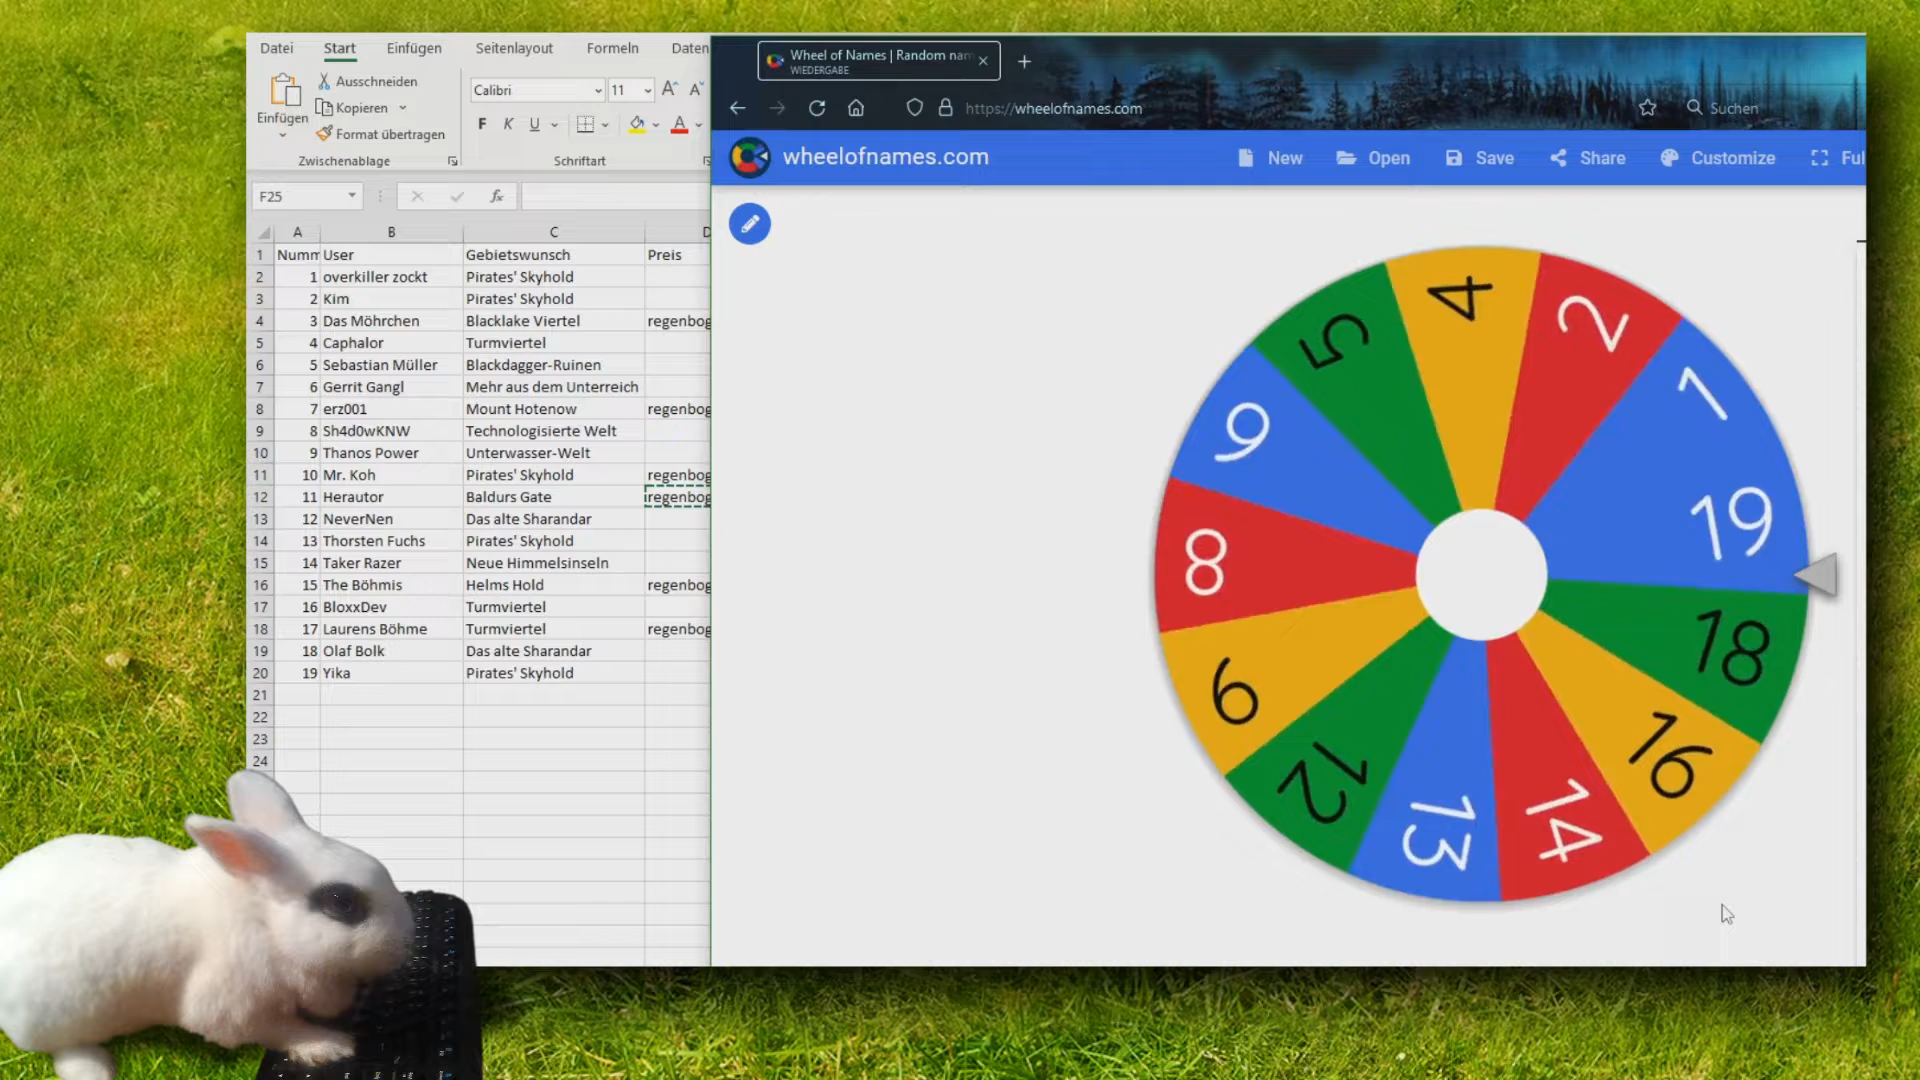 Datei Start Einfügen Seitenlayout Formeln Daten
Einfügen
Ausschneiden
Kopieren
Format übertragen
Zwischenablage
Calibri 11
F K U
Schriftart
F25 fx
A B C D
1 Numm User Gebietswunsch Preis
2 1 overkiller zockt Pirates' Skyhold
3 2 Kim Pirates' Skyhold
4 3 Das Möhrchen Blacklake Viertel regenbog
5 4 Caphalor Turmviertel
6 5 Sebastian Müller Blackdagger-Ruinen
7 6 Gerrit Gangl Mehr aus dem Unterreich
8 7 erz001 Mount Hotenow regenbog
9 8 Sh4d0wKNW Technologisierte Welt
10 9 Thanos Power Unterwasser-Welt
11 10 Mr. Koh Pirates' Skyhold regenbog
12 11 Herautor Baldurs Gate regenbog
13 12 NeverNen Das alte Sharandar
14 13 Thorsten Fuchs Pirates' Skyhold
15 14 Taker Razer Neue Himmelsinseln
16 15 The Böhmis Helms Hold regenbog
17 16 BloxxDev Turmviertel
18 17 Laurens Böhme Turmviertel regenbog
19 18 Olaf Bolk Das alte Sharandar
20 19 Yika Pirates' Skyhold
21
22
23
24
Wheel of Names | Random nam
WIEDERGABE
https://wheelofnames.com
Suchen
wheelofnames.com
New Open Save Share Customize Ful
1
2
4
5
9
8
6
12
13
14
16
18
19